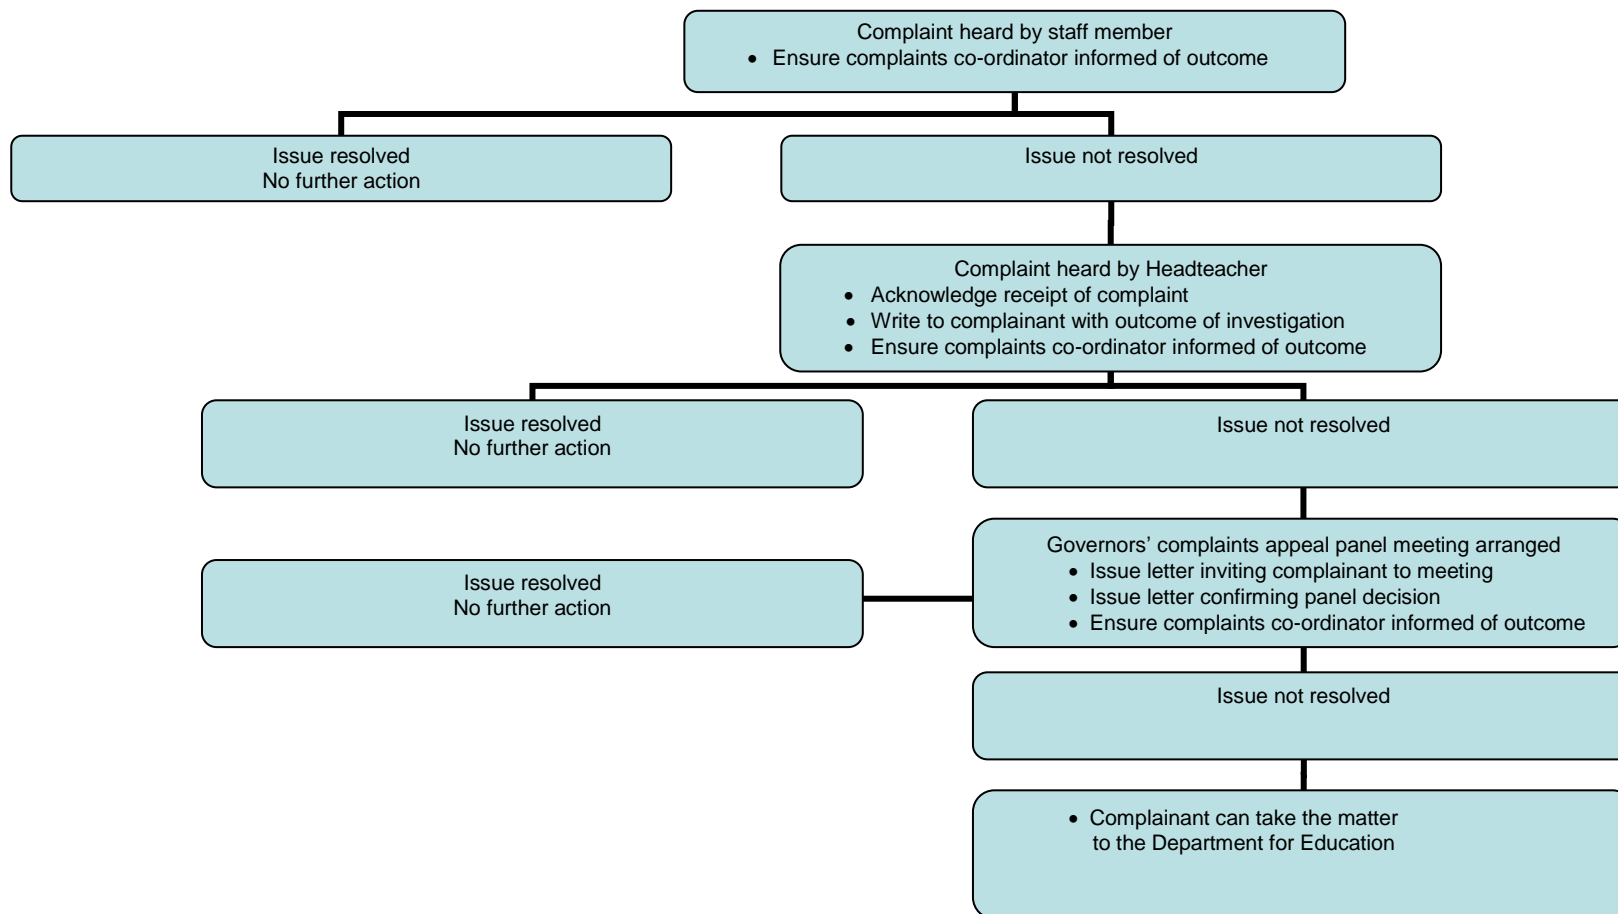 Complaint heard by staff member
• Ensure complaints co-ordinator informed of outcome
Issue resolved
No further action
Issue not resolved
Complaint heard by Headteacher
• Acknowledge receipt of complaint
• Write to complainant with outcome of investigation
• Ensure complaints co-ordinator informed of outcome
Issue resolved
No further action
Issue not resolved
Governors’ complaints appeal panel meeting arranged
• Issue letter inviting complainant to meeting
• Issue letter confirming panel decision
• Ensure complaints co-ordinator informed of outcome
Issue resolved
No further action
Issue not resolved
• Complainant can take the matter
to the Department for Education